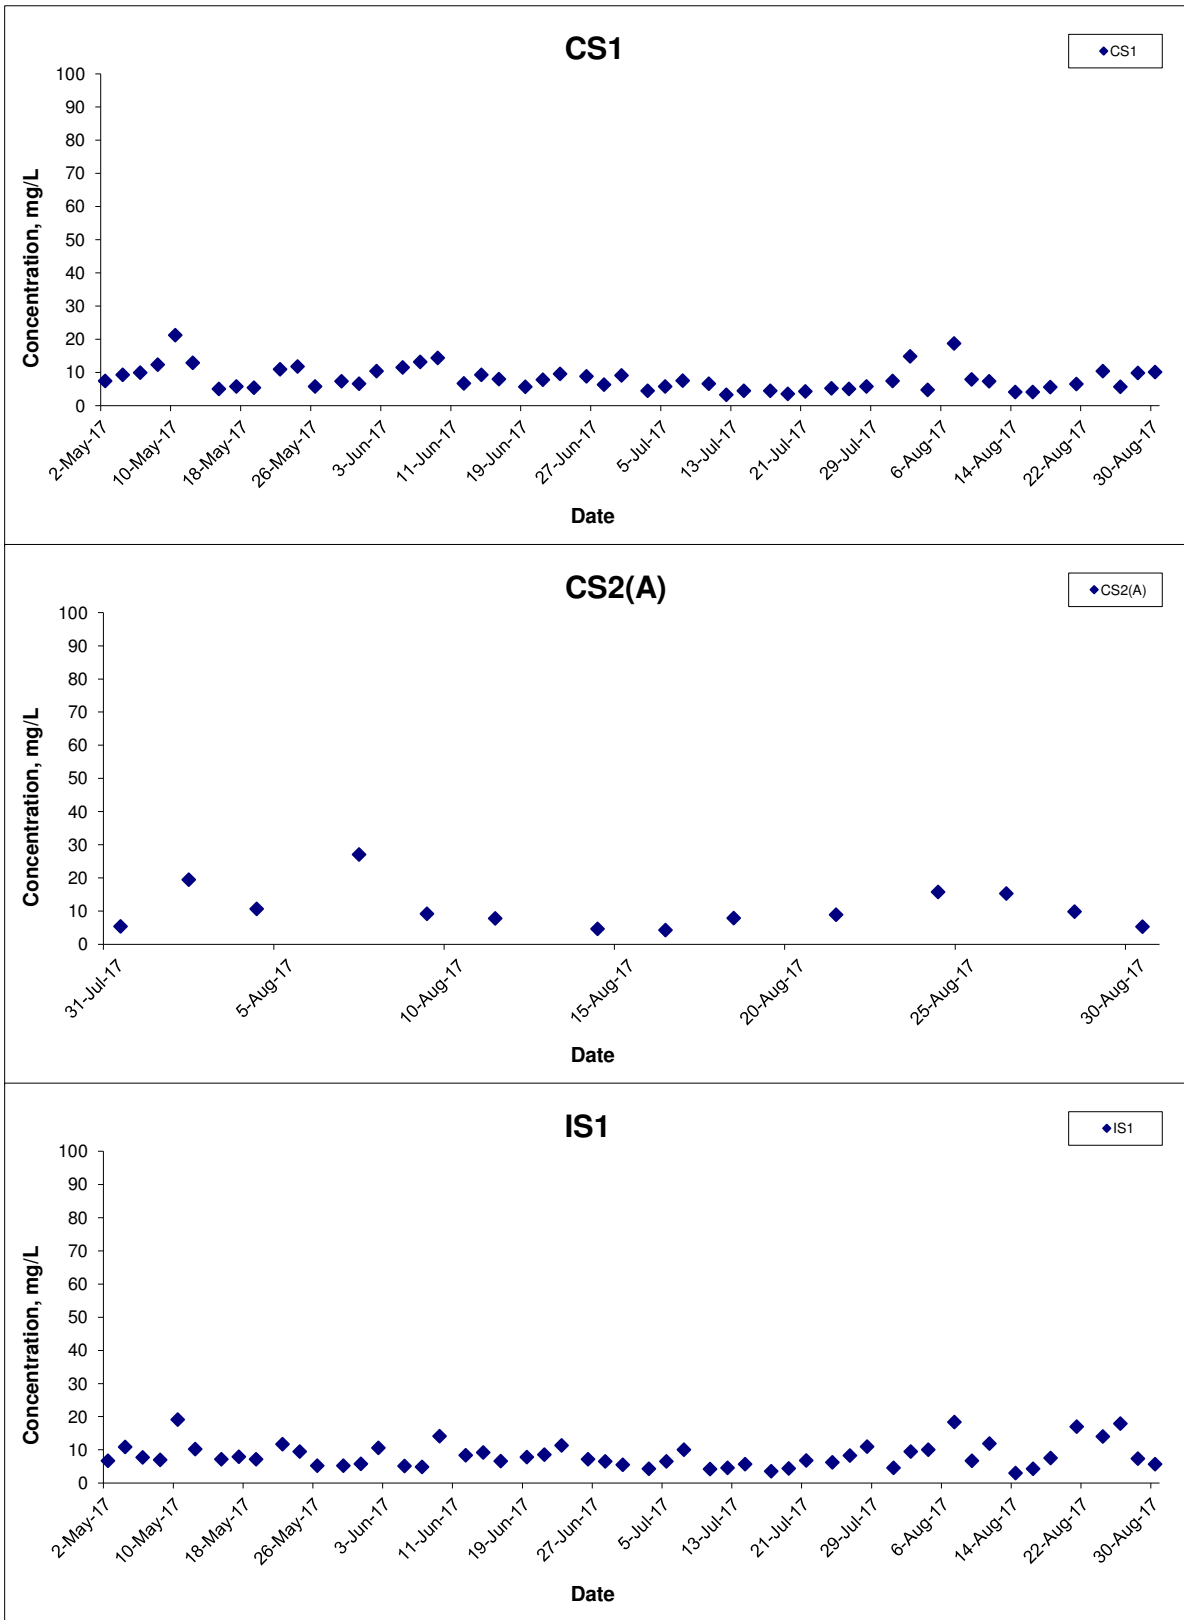 CS1
CS1
100
90
80
70
60
50
40
30
20
10
0
Concentration, mg/L
2-May-17
10-May-17
18-May-17
26-May-17
3-Jun-17
11-Jun-17
19-Jun-17
27-Jun-17
5-Jul-17
13-Jul-17
21-Jul-17
29-Jul-17
6-Aug-17
14-Aug-17
22-Aug-17
30-Aug-17
Date
CS2(A)
CS2(A)
100
90
80
70
60
50
40
30
20
10
0
Concentration, mg/L
31-Jul-17
5-Aug-17
10-Aug-17
15-Aug-17
20-Aug-17
25-Aug-17
30-Aug-17
Date
IS1
IS1
100
90
80
70
60
50
40
30
20
10
0
Concentration, mg/L
2-May-17
10-May-17
18-May-17
26-May-17
3-Jun-17
11-Jun-17
19-Jun-17
27-Jun-17
5-Jul-17
13-Jul-17
21-Jul-17
29-Jul-17
6-Aug-17
14-Aug-17
22-Aug-17
30-Aug-17
Date